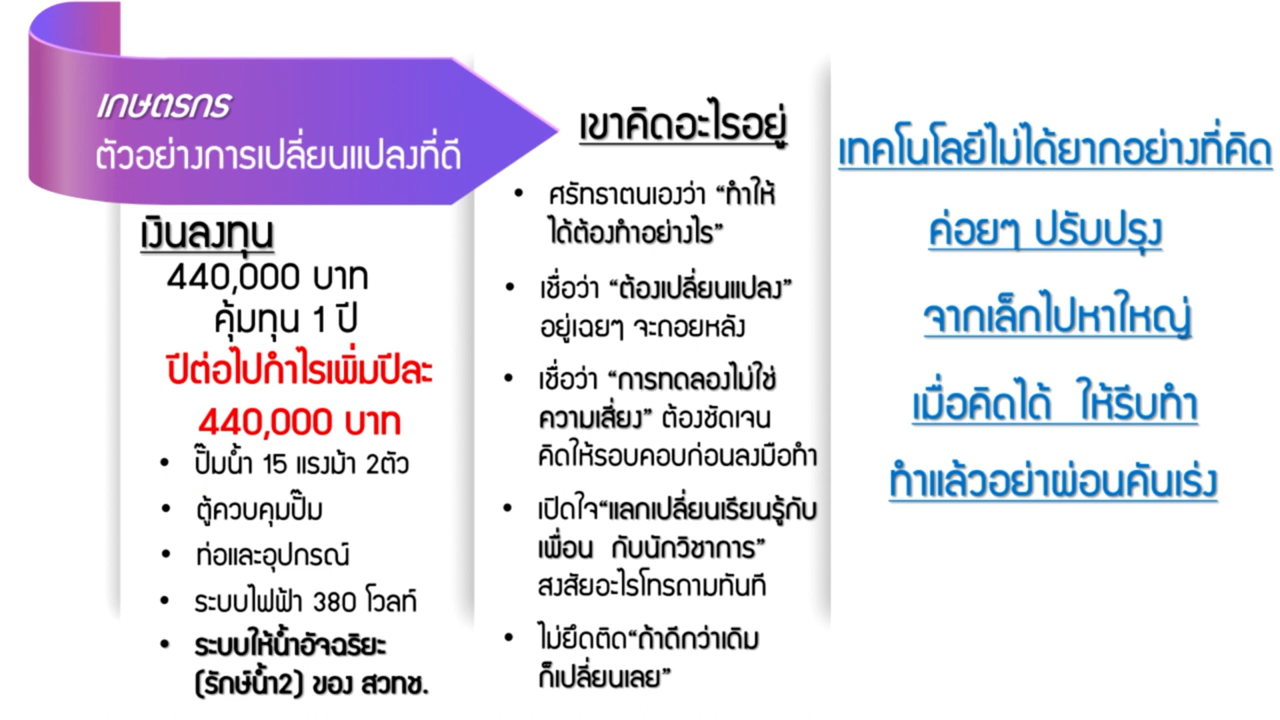 เกษตรกร
ตัวอย่างการเปลี่ยนแปลงที่ดี
เงินลงทุน
440,000 บาท
คุ้มทุน 1 ปี
ปีต่อไปกำไรเพิ่มปีละ
440,000 บาท
• ปั๊มน้ำ 15 แรงม้า 2ตัว
• ตู้ควบคุมปั๊ม
• ท่อและอุปกรณ์
• ระบบไฟฟ้า 380 โวลท์
• ระบบให้น้ำอัจฉริยะ
(รักษ์น้ำ2) ของ สวทช.
เขาคิดอะไรอยู่
• ศรัทราตนเองว่า “ทำให้
ได้ต้องทำอย่างไร”
• เชื่อว่า “ต้องเปลี่ยนแปลง”
อยู่เฉยๆ จะถอยหลัง
• เชื่อว่า “การทดลองไม่ใช่
ความเสี่ยง” ต้องชัดเจน
คิดให้รอบคอบก่อนลงมือทำ
• เปิดใจ“แลกเปลี่ยนเรียนรู้กับ
เพื่อน กับนักวิชาการ”
สงสัยอะไรโทรถามทันที
• ไม่ยึดติด“ถ้าดีกว่าเดิม
ก็เปลี่ยนเลย”
เทคโนโลยีไม่ได้ยากอย่างที่คิด
ค่อยๆ ปรับปรุง
จากเล็กไปหาใหญ่
เมื่อคิดได้ ให้รีบทำ
ทำแล้วอย่าผ่อนคันเร่ง